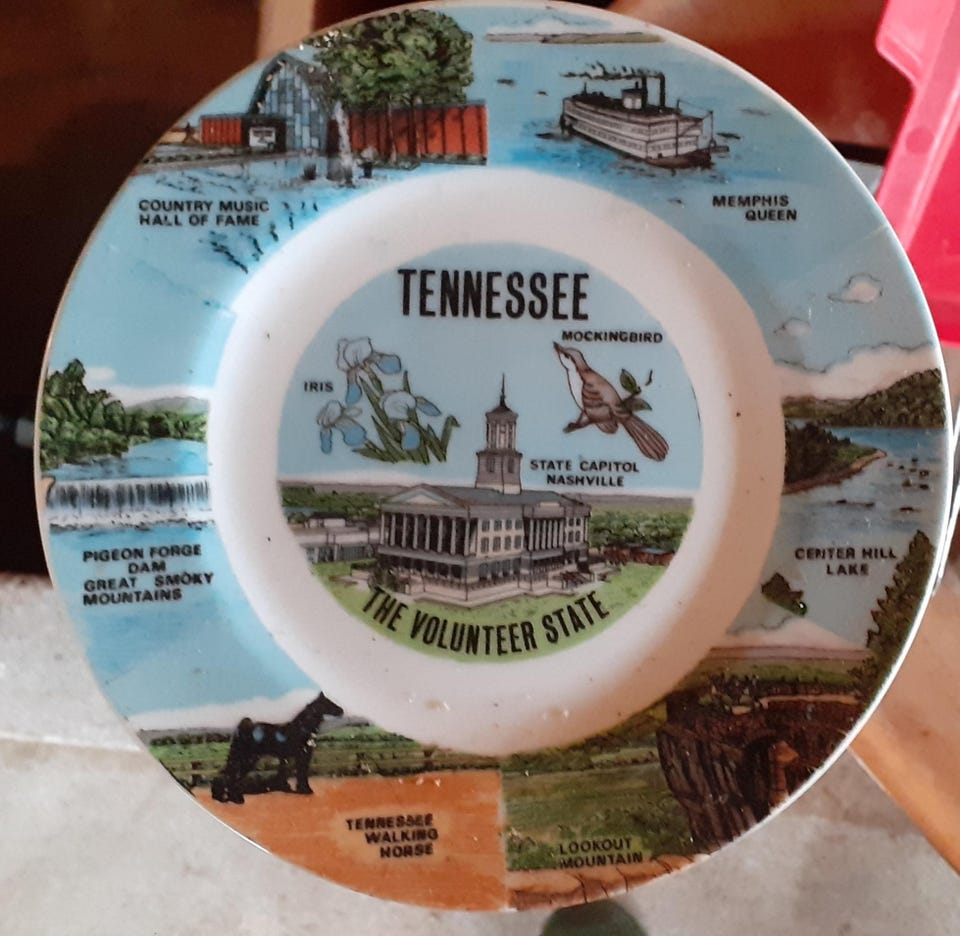 COUNTRY MUSIC
HALL OF FAME
MEMPHIS
QUEEN
TENNESSEE
MOCKINGBIRD
IRIS
STATE CAPITOL
NASHVILLE
THE VOLUNTEER STATE
PIGEON FORGE
DAM
GREAT SMOKY
MOUNTAINS
CENTER HILL
LAKE
TENNESSEE
WALKING
HORSE
LOOKOUT
MOUNTAIN